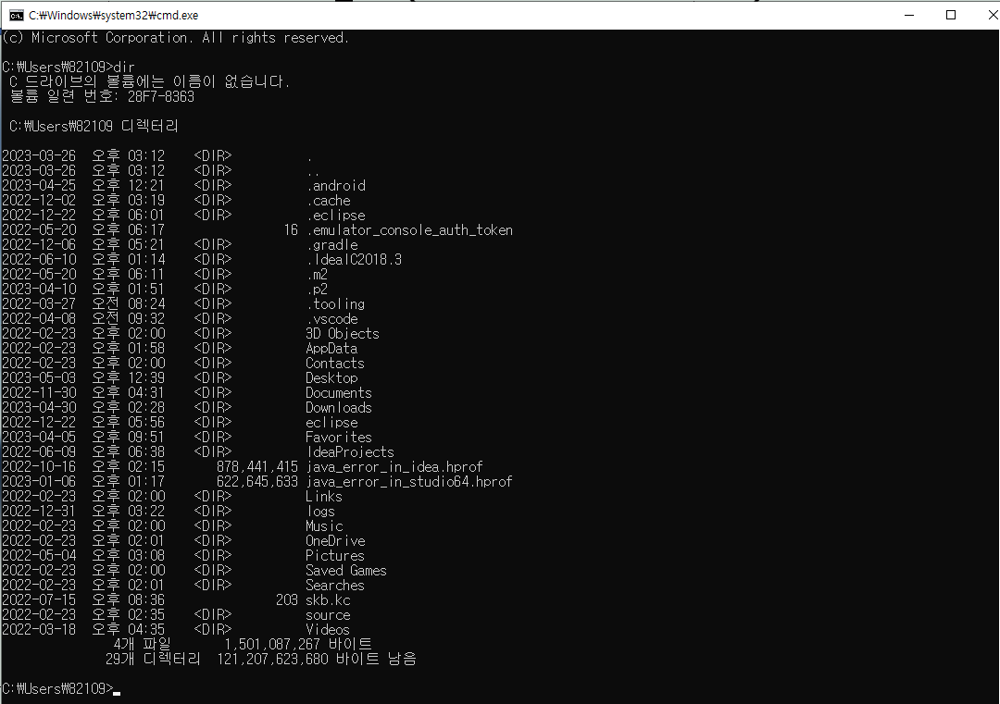 C:₩Windows₩system32₩cmd.exe
(c) Microsoft Corporation. All rights reserved.
C:₩Users₩82109>dir
C 드라이브의 볼륨에는 이름이 없습니다.
볼륨 일련 번호: 28F7-8363
C:₩Users₩82109 디렉터리
2023-03-26 오후 03:12 <DIR> .
2023-03-26 오후 03:12 <DIR> ..
2023-04-25 오후 12:21 <DIR> .android
2022-12-02 오후 03:19 <DIR> .cache
2022-12-22 오후 06:01 <DIR> .eclipse
2022-05-20 오후 06:17 16 .emulator_console_auth_token
2022-12-06 오후 05:21 <DIR> .gradle
2022-06-10 오후 01:14 <DIR> .IdeaIC2018.3
2022-05-20 오후 06:11 <DIR> .m2
2023-04-10 오후 01:51 <DIR> .p2
2022-03-27 오전 08:24 <DIR> .tooling
2022-04-08 오전 09:32 <DIR> .vscode
2022-02-23 오후 02:00 <DIR> 3D Objects
2022-02-23 오후 01:58 <DIR> AppData
2022-02-23 오후 02:00 <DIR> Contacts
2023-05-03 오후 12:39 <DIR> Desktop
2022-11-30 오후 04:31 <DIR> Documents
2023-04-30 오후 02:28 <DIR> Downloads
2022-12-22 오후 05:56 <DIR> eclipse
2023-04-05 오후 09:51 <DIR> Favorites
2022-06-09 오후 06:38 <DIR> IdeaProjects
2022-10-16 오후 02:15 878,441,415 java_error_in_idea.hprof
2023-01-06 오후 01:17 622,645,633 java_error_in_studio64.hprof
2022-02-23 오후 02:00 <DIR> Links
2022-12-31 오후 03:22 <DIR> logs
2022-02-23 오후 02:00 <DIR> Music
2022-02-23 오후 02:01 <DIR> OneDrive
2022-05-04 오후 03:08 <DIR> Pictures
2022-02-23 오후 02:00 <DIR> Saved Games
2022-02-23 오후 02:01 <DIR> Searches
2022-07-15 오후 08:36 203 skb.kc
2022-02-23 오후 02:35 <DIR> source
2022-03-18 오후 04:35 <DIR> Videos
4개 파일 1,501,087,267 바이트
29개 디렉터리 121,207,623,680 바이트 남음
C:₩Users₩82109>